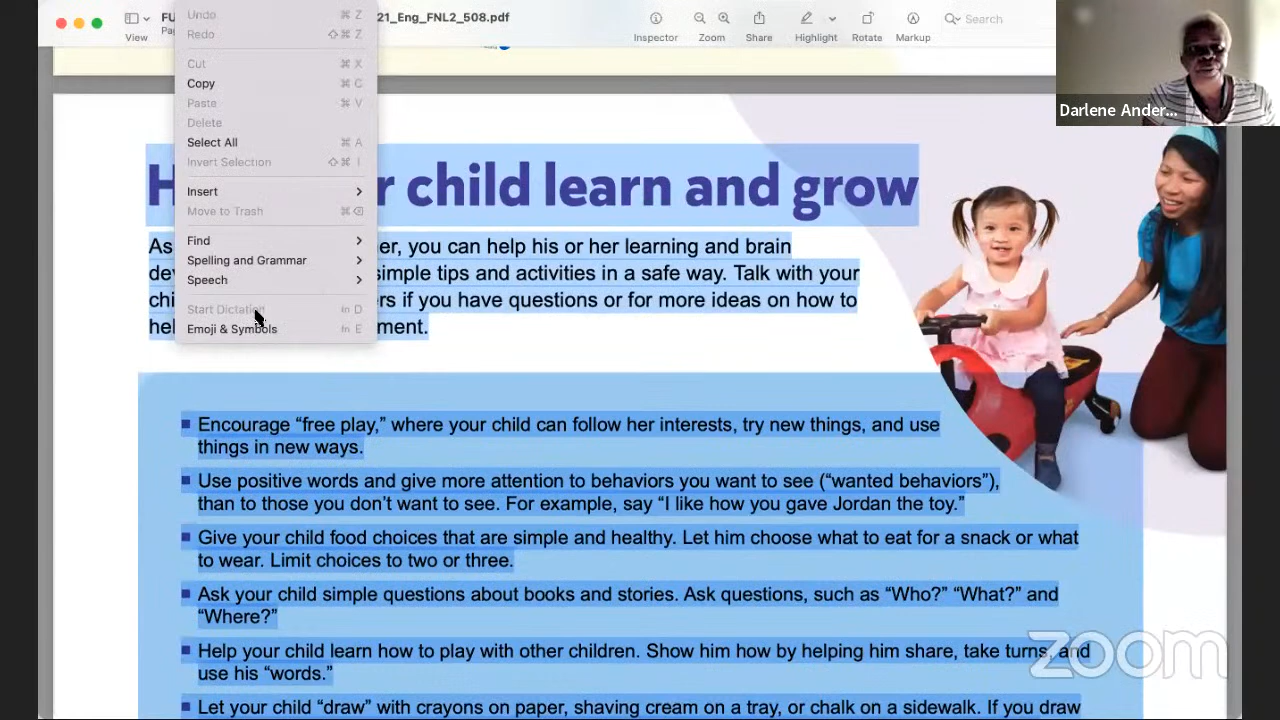 View
FU
21_Eng_FNL2_508.pdf
Inspector
Zoom
Share
Highlight
Rotate
Markup
Search
Darlene Ander...
Undo ⌘ Z
Redo ⇧⌘ Z
Cut ⌘ X
Copy ⌘ C
Paste ⌘ V
Delete
Select All ⌘ A
Invert Selection ⇧⌘ I
Insert >
Move to Trash ⌘⌫
Find >
Spelling and Grammar >
Speech >
Start Dictation D
Emoji & Symbols E
H r child learn and grow
As er, you can help his or her learning and brain
dev simple tips and activities in a safe way. Talk with your
chi rs if you have questions or for more ideas on how to
hel ment.
Encourage “free play,” where your child can follow her interests, try new things, and use
things in new ways.
Use positive words and give more attention to behaviors you want to see (“wanted behaviors”),
than to those you don’t want to see. For example, say “I like how you gave Jordan the toy.”
Give your child food choices that are simple and healthy. Let him choose what to eat for a snack or what
to wear. Limit choices to two or three.
Ask your child simple questions about books and stories. Ask questions, such as “Who?” “What?” and
“Where?”
Help your child learn how to play with other children. Show him how by helping him share, take turns, and
use his “words.”
Let your child “draw” with crayons on paper, shaving cream on a tray, or chalk on a sidewalk. If you draw
zoom